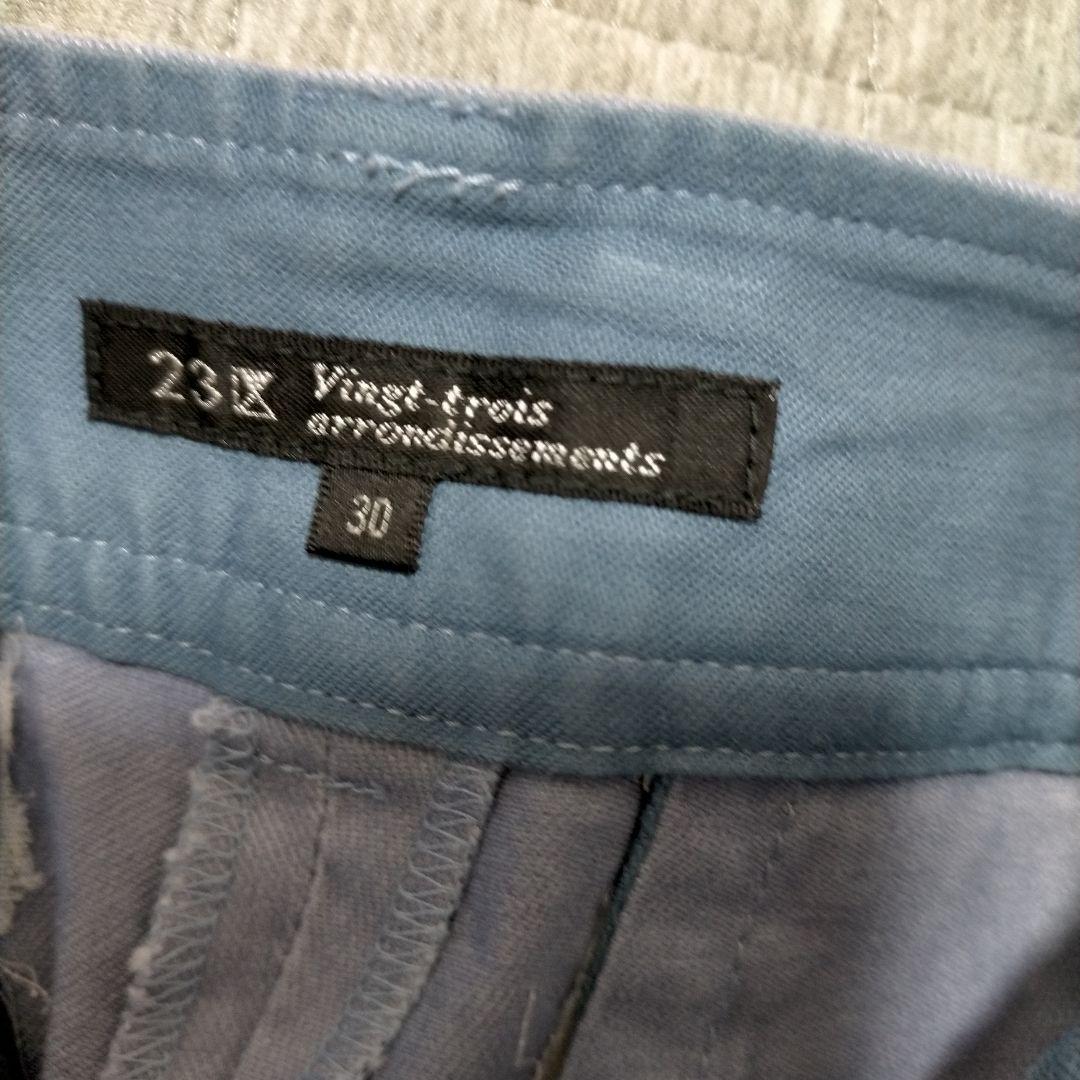 23区 Vingt-trois
arrondissements
30